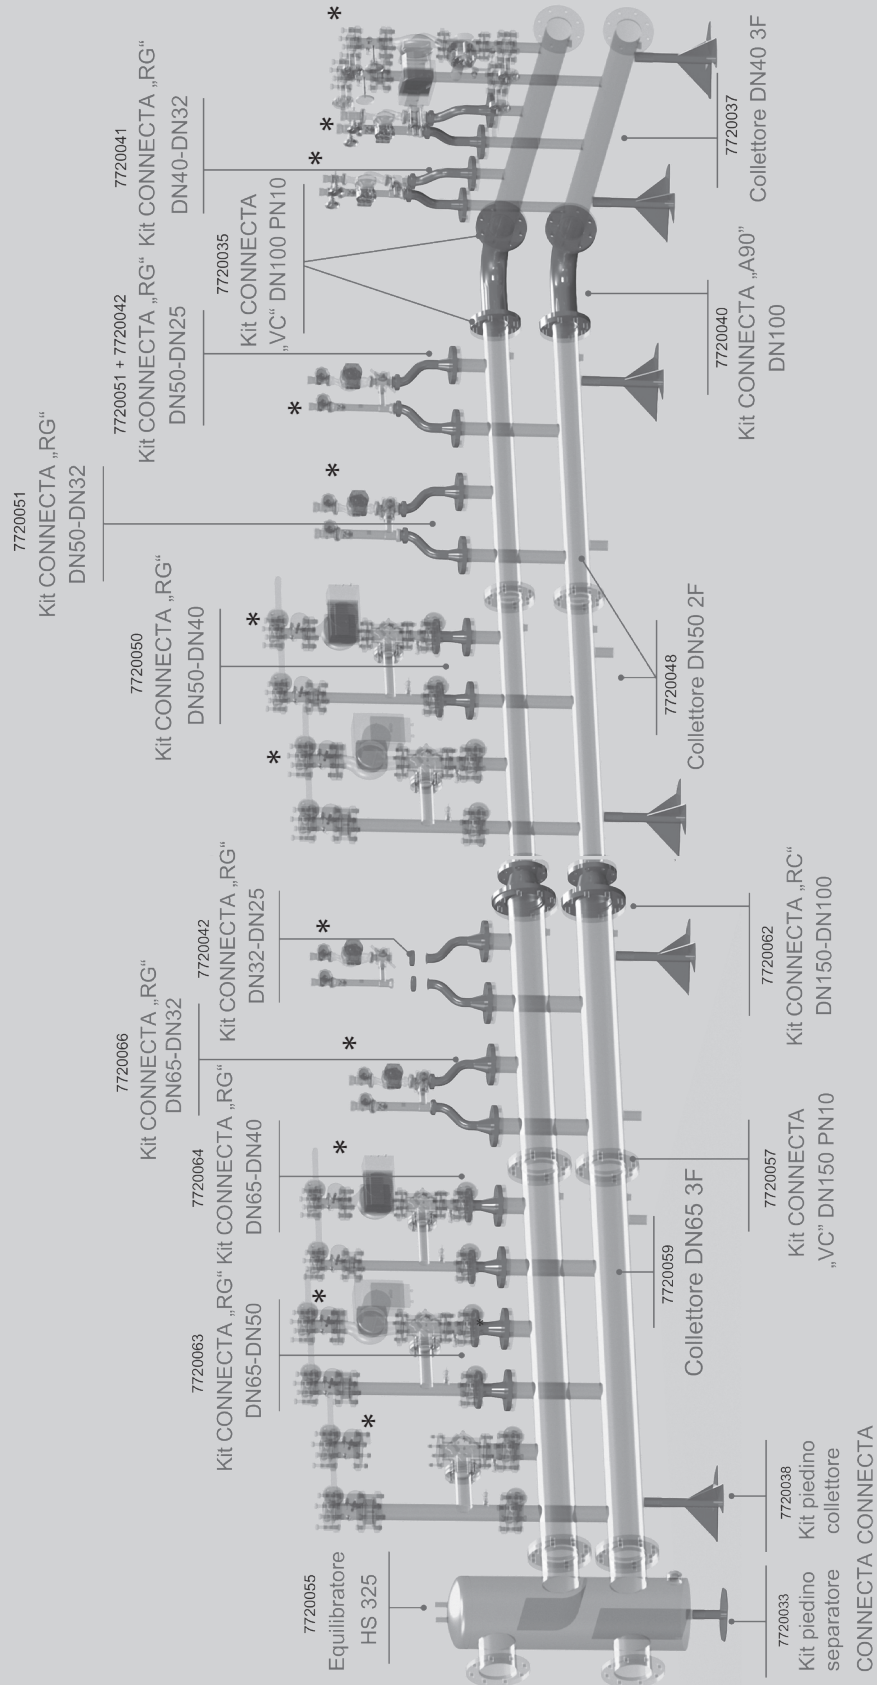 7720055
Equilibratore
HS 325
7720063
Kit CONNECTA „RG“
DN65-DN50
7720064
Kit CONNECTA „RG“
DN65-DN40
7720066
Kit CONNECTA „RG“
DN65-DN32
7720042
Kit CONNECTA „RG“
DN32-DN25
7720050
Kit CONNECTA „RG“
DN50-DN40
7720051
Kit CONNECTA „RG“
DN50-DN32
7720051 + 7720042
Kit CONNECTA „RG“
DN50-DN25
7720035
Kit CONNECTA
„VC“ DN100 PN10
7720041
Kit CONNECTA „RG“
DN40-DN32
*
*
*
*
*
*
*
*
*
*
*
7720033
Kit piedino
separatore
CONNECTA
7720038
Kit piedino
collettore
CONNECTA
7720059
Collettore DN65 3F
7720057
Kit CONNECTA
„VC” DN150 PN10
7720062
Kit CONNECTA „RC“
DN150-DN100
7720048
Collettore DN50 2F
7720040
Kit CONNECTA „A90”
DN100
7720037
Collettore DN40 3F